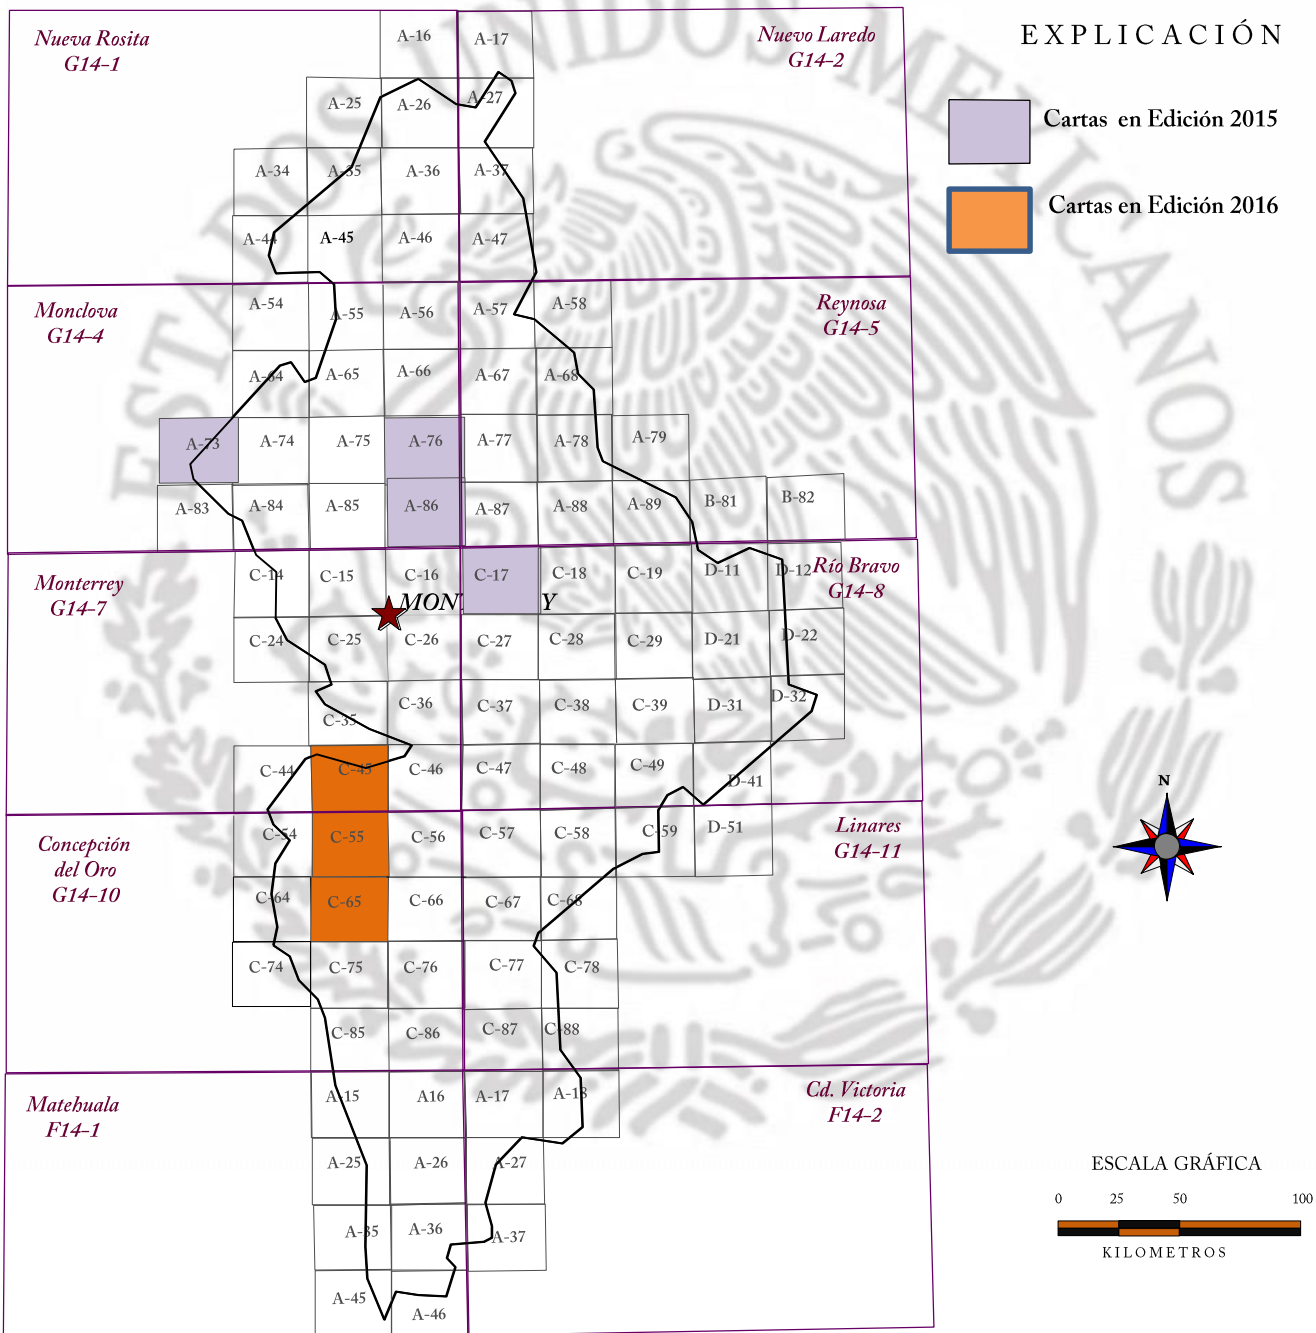 ESTADOS UNIDOS MEXICANOS
EXPLICACIÓN
Cartas en Edición 2015
Cartas en Edición 2016
Nueva Rosita
G14-1
Nuevo Laredo
G14-2
A-16 A-17
A-25 A-26 A-27
A-34 A-35 A-36 A-37
A-44 A-45 A-46 A-47
Monclova
G14-4
Reynosa
G14-5
A-54 A-55 A-56 A-57 A-58
A-64 A-65 A-66 A-67 A-68
A-73 A-74 A-75 A-76 A-77 A-78 A-79
A-83 A-84 A-85 A-86 A-87 A-88 A-89 B-81 B-82
Monterrey
G14-7
Río Bravo
G14-8
C-14 C-15 C-16 C-17 C-18 C-19 D-11 D-12
MON Y
C-24 C-25 C-26 C-27 C-28 C-29 D-21 D-22
C-35 C-36 C-37 C-38 C-39 D-31 D-32
C-44 C-45 C-46 C-47 C-48 C-49 D-41
Concepción
del Oro
G14-10
Linares
G14-11
C-54 C-55 C-56 C-57 C-58 C-59 D-51
C-64 C-65 C-66 C-67 C-68
C-74 C-75 C-76 C-77 C-78
C-85 C-86 C-87 C-88
Matehuala
F14-1
Cd. Victoria
F14-2
A-15 A16 A-17 A-18
A-25 A-26 A-27
A-35 A-36 A-37
A-45 A-46
N
ESCALA GRÁFICA
0 25 50 100
KILOMETROS